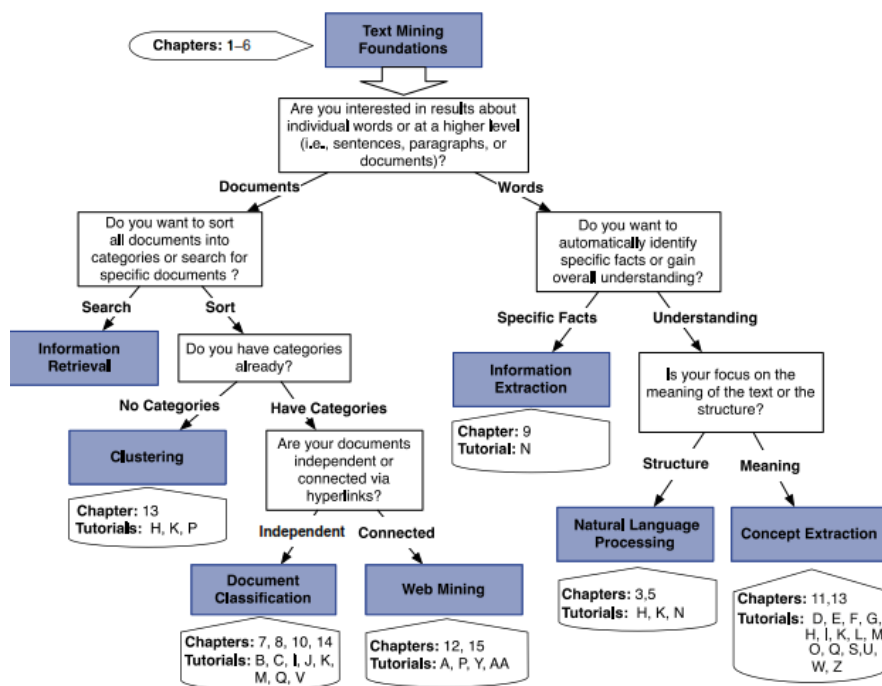 Text Mining
Foundations
Chapters: 1–6
Are you interested in results about
individual words or at a higher level
(i.e., sentences, paragraphs, or
documents)?
Documents
Words
Do you want to sort
all documents into
categories or search for
specific documents ?
Do you want to
automatically identify
specific facts or gain
overall understanding?
Search
Sort
Specific Facts
Understanding
Information
Retrieval
Do you have categories
already?
Information
Extraction
Is your focus on the
meaning of the text or the
structure?
No Categories
Have Categories
Chapter: 9
Tutorial: N
Clustering
Are your documents
independent or
connected via
hyperlinks?
Structure
Meaning
Chapter: 13
Tutorials: H, K, P
Independent
Connected
Natural Language
Processing
Concept Extraction
Document
Classification
Web Mining
Chapters: 3,5
Tutorials: H, K, N
Chapters: 11,13
Tutorials: D, E, F, G,
H, I, K, L, M
O, Q, S,U,
W, Z
Chapters: 7, 8, 10, 14
Tutorials: B, C, I, J, K,
M, Q, V
Chapters: 12, 15
Tutorials: A, P, Y, AA